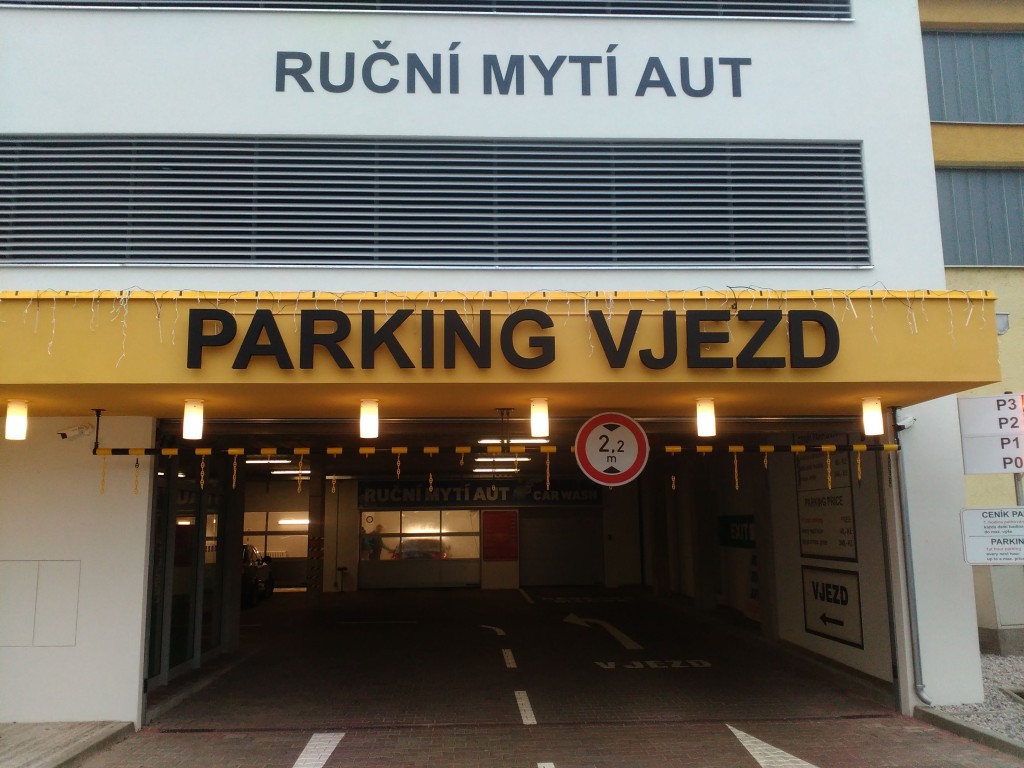 RUČNÍ MYTÍ AUT
PARKING VJEZD
2,2
m
P3
P2
P1
P0
RUČNÍ MYTÍ AUT CAR WASH
PARKING PRICE
CENÍK
PARKIN
VJEZD
VJEZD